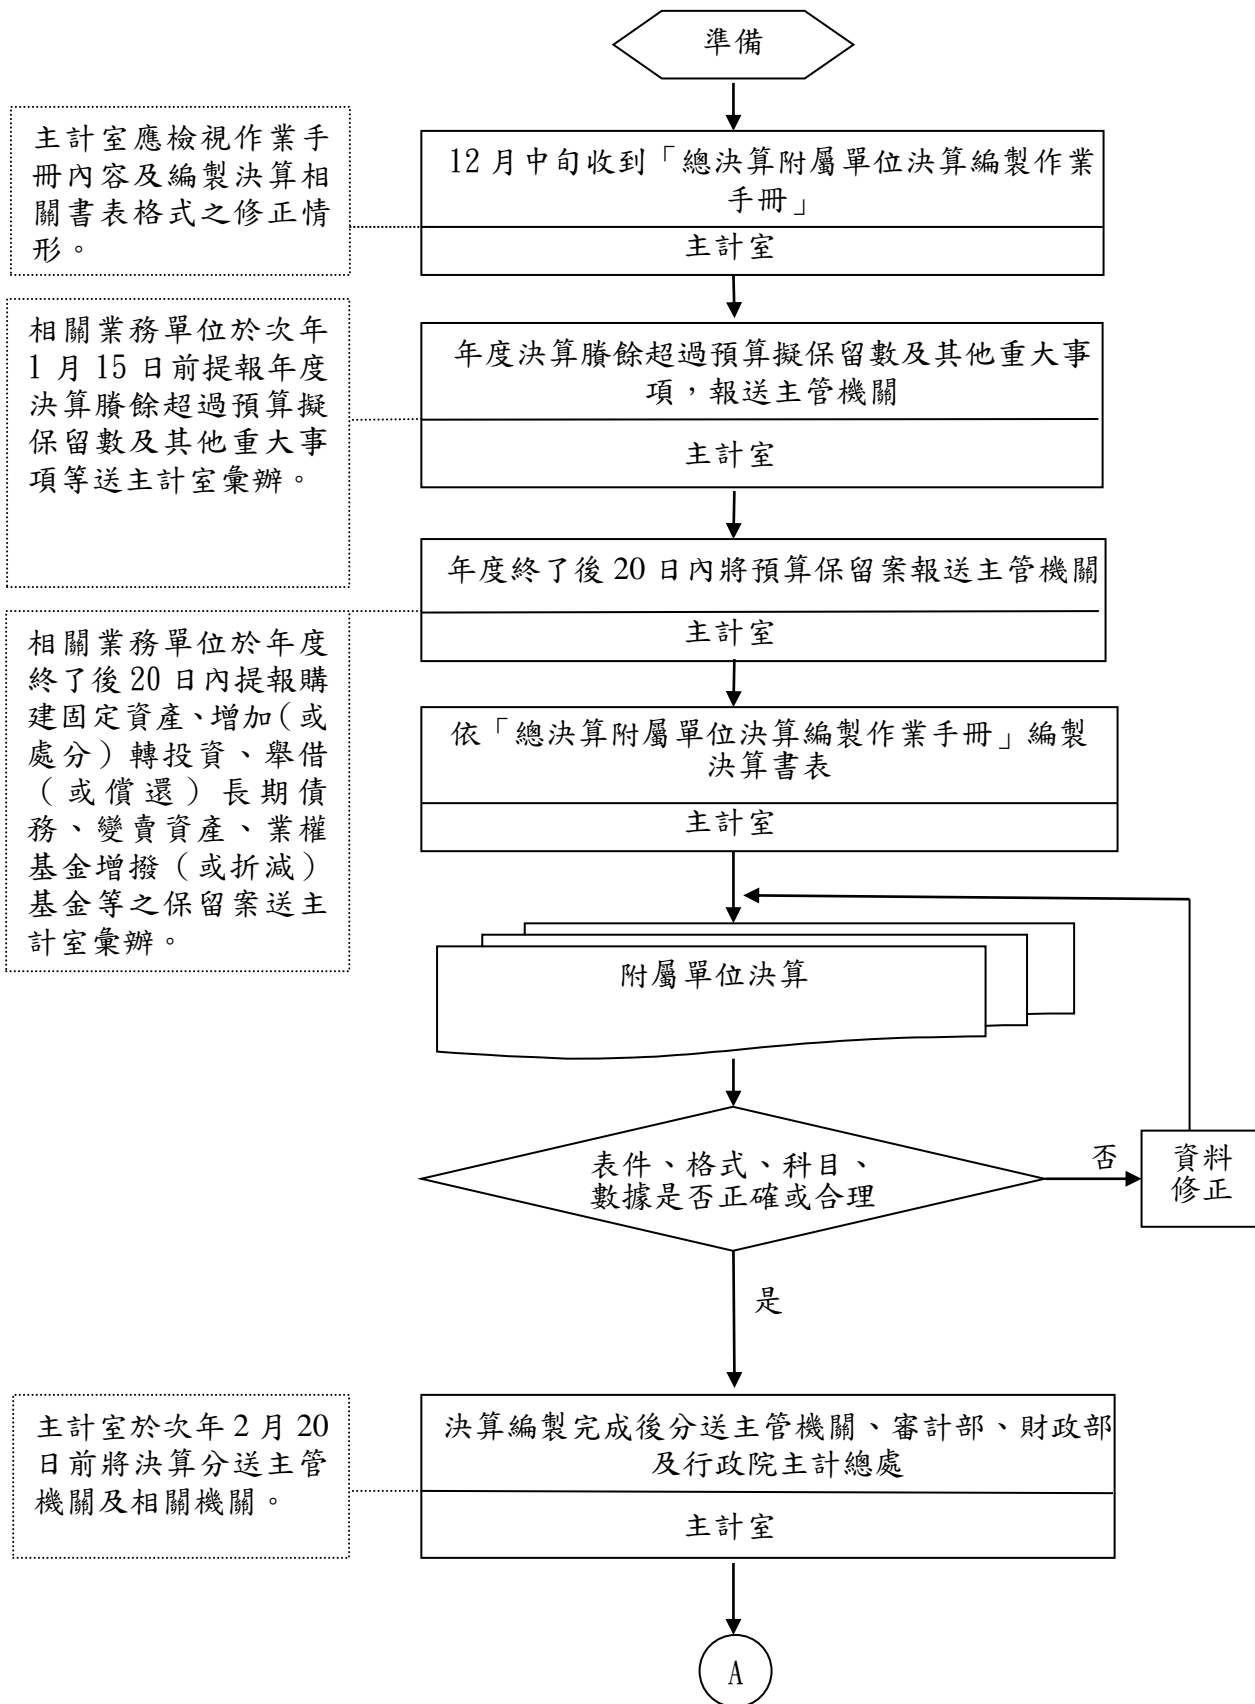 準備
主計室應檢視作業手
冊內容及編製決算相
關書表格式之修正情
形。
12月中旬收到「總決算附屬單位決算編製作業
手冊」
主計室
相關業務單位於次年
1月15日前提報年度
決算賸餘超過預算擬
保留數及其他重大事
項等送主計室彙辦。
年度決算賸餘超過預算擬保留數及其他重大事
項，報送主管機關
主計室
年度終了後20日內將預算保留案報送主管機關
主計室
相關業務單位於年度
終了後20日內提報購
建固定資產、增加（或
處分）轉投資、舉借
（或償還）長期債
務、變賣資產、業權
基金增撥（或折減）
基金等之保留案送主
計室彙辦。
依「總決算附屬單位決算編製作業手冊」編製
決算書表
主計室
附屬單位決算
表件、格式、科目、
數據是否正確或合理
否
資料
修正
是
主計室於次年2月20
日前將決算分送主管
機關及相關機關。
決算編製完成後分送主管機關、審計部、財政部
及行政院主計總處
主計室
A